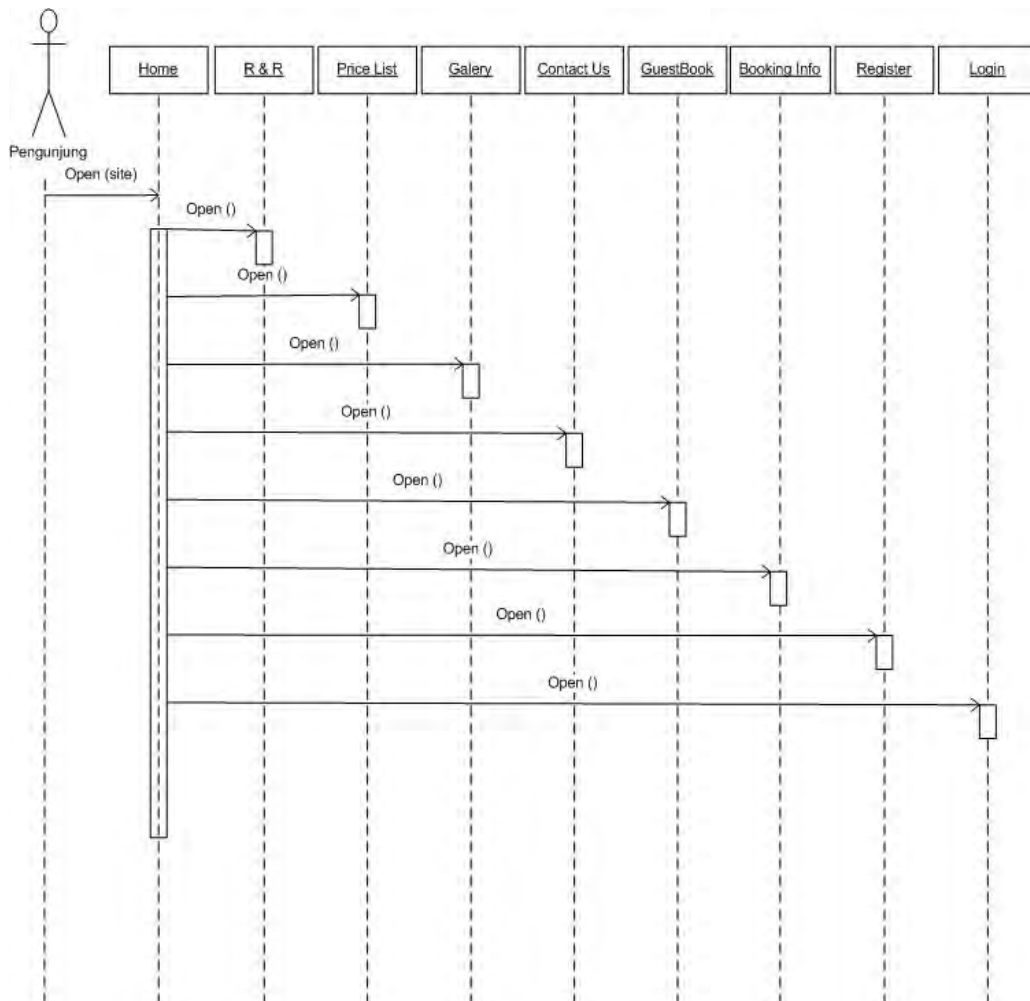 Home
R & R
Price List
Galery
Contact Us
GuestBook
Booking Info
Register
Login
Pengunjung
Open (site)
Open ()
Open ()
Open ()
Open ()
Open ()
Open ()
Open ()
Open ()